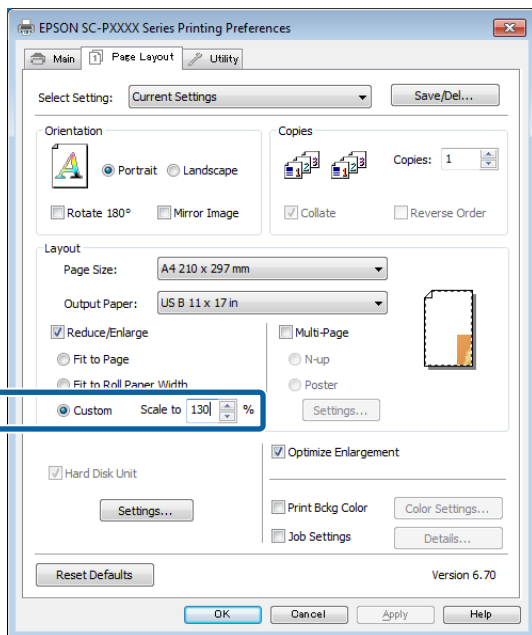 EPSON SC-PXXXX Series Printing Preferences
Main Page Layout Utility
Select Setting: Current Settings Save/Del...
Orientation
Portrait Landscape
Rotate 180° Mirror Image
Copies
Copies: 1
Collate Reverse Order
Layout
Page Size: A4 210 x 297 mm
Output Paper: US B 11 x 17 in
Reduce/Enlarge
Fit to Page
Fit to Roll Paper Width
Custom Scale to 130 %
Multi-Page
N-up
Poster
Settings...
Optimize Enlargement
Hard Disk Unit
Settings...
Print Bckg Color Color Settings...
Job Settings Details...
Reset Defaults Version 6.70
OK Cancel Apply Help